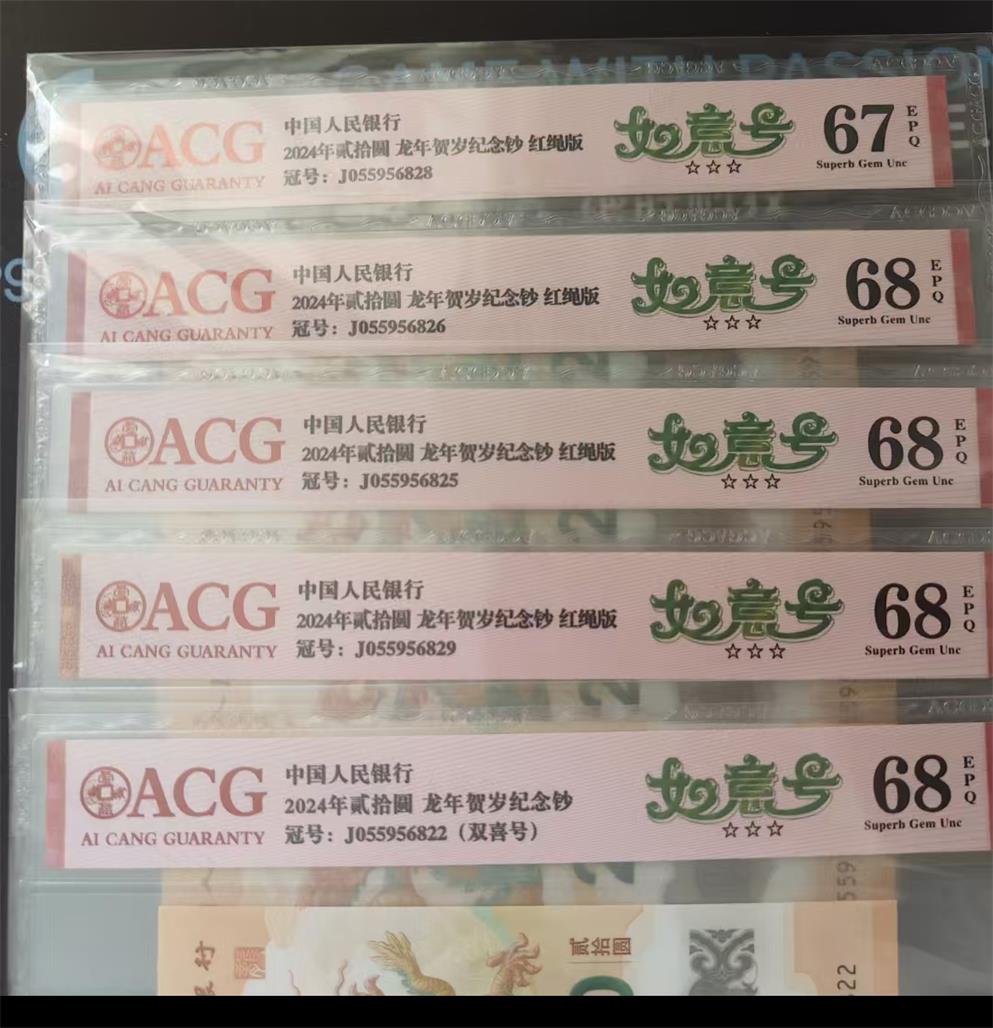 GAME WITH PASSION
ACG
AI CANG GUARANTY
中国人民银行
2024年贰拾圆 龙年贺岁纪念钞 红绳版
冠号：J055956828
如意号
☆☆☆
67
EPQ
Superb Gem Unc
ACG
AI CANG GUARANTY
中国人民银行
2024年贰拾圆 龙年贺岁纪念钞 红绳版
冠号：J055956826
如意号
☆☆☆
68
EPQ
Superb Gem Unc
ACG
AI CANG GUARANTY
中国人民银行
2024年贰拾圆 龙年贺岁纪念钞 红绳版
冠号：J055956825
如意号
☆☆☆
68
EPQ
Superb Gem Unc
ACG
AI CANG GUARANTY
中国人民银行
2024年贰拾圆 龙年贺岁纪念钞 红绳版
冠号：J055956829
如意号
☆☆☆
68
EPQ
Superb Gem Unc
ACG
AI CANG GUARANTY
中国人民银行
2024年贰拾圆 龙年贺岁纪念钞
冠号：J055956822（双喜号）
如意号
☆☆☆
68
EPQ
Superb Gem Unc
559
行
贰拾圆
22